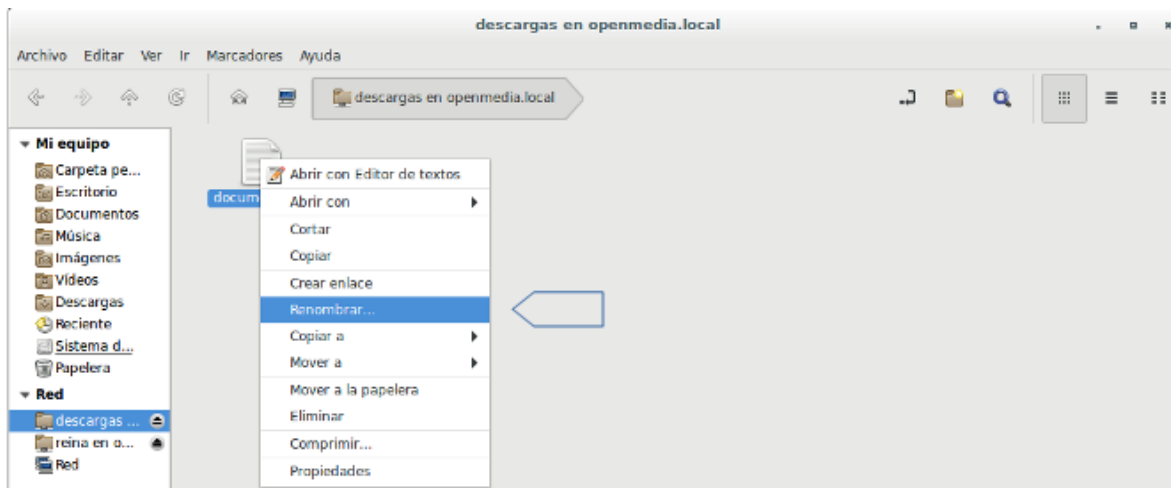 descargas en openmedia.local
Archivo Editar Ver Ir Marcadores Ayuda
descargas en openmedia.local
Mi equipo
Carpeta pe...
Escritorio
Documentos
Música
Imágenes
Vídeos
Descargas
Reciente
Sistema d...
Papelera
Red
descargas ...
reina en o...
Red
docum
Abrir con Editor de textos
Abrir con
Cortar
Copiar
Crear enlace
Renombrar...
Copiar a
Mover a
Mover a la papelera
Eliminar
Comprimir...
Propiedades